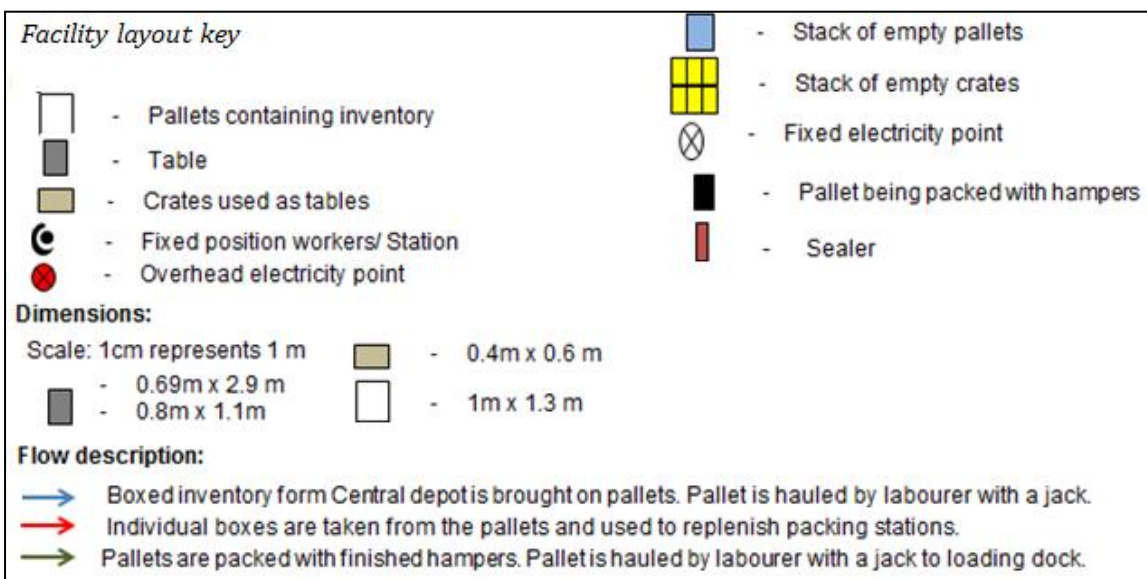 Facility layout key
- Pallets containing inventory
- Table
- Crates used as tables
- Fixed position workers/ Station
- Overhead electricity point
- Stack of empty pallets
- Stack of empty crates
- Fixed electricity point
- Pallet being packed with hampers
- Sealer
Dimensions:
Scale: 1cm represents 1 m
- 0.69m x 2.9 m
- 0.8m x 1.1m
- 0.4m x 0.6 m
- 1m x 1.3 m
Flow description:
Boxed inventory form Central depot is brought on pallets. Pallet is hauled by labourer with a jack.
Individual boxes are taken from the pallets and used to replenish packing stations.
Pallets are packed with finished hampers. Pallet is hauled by labourer with a jack to loading dock.